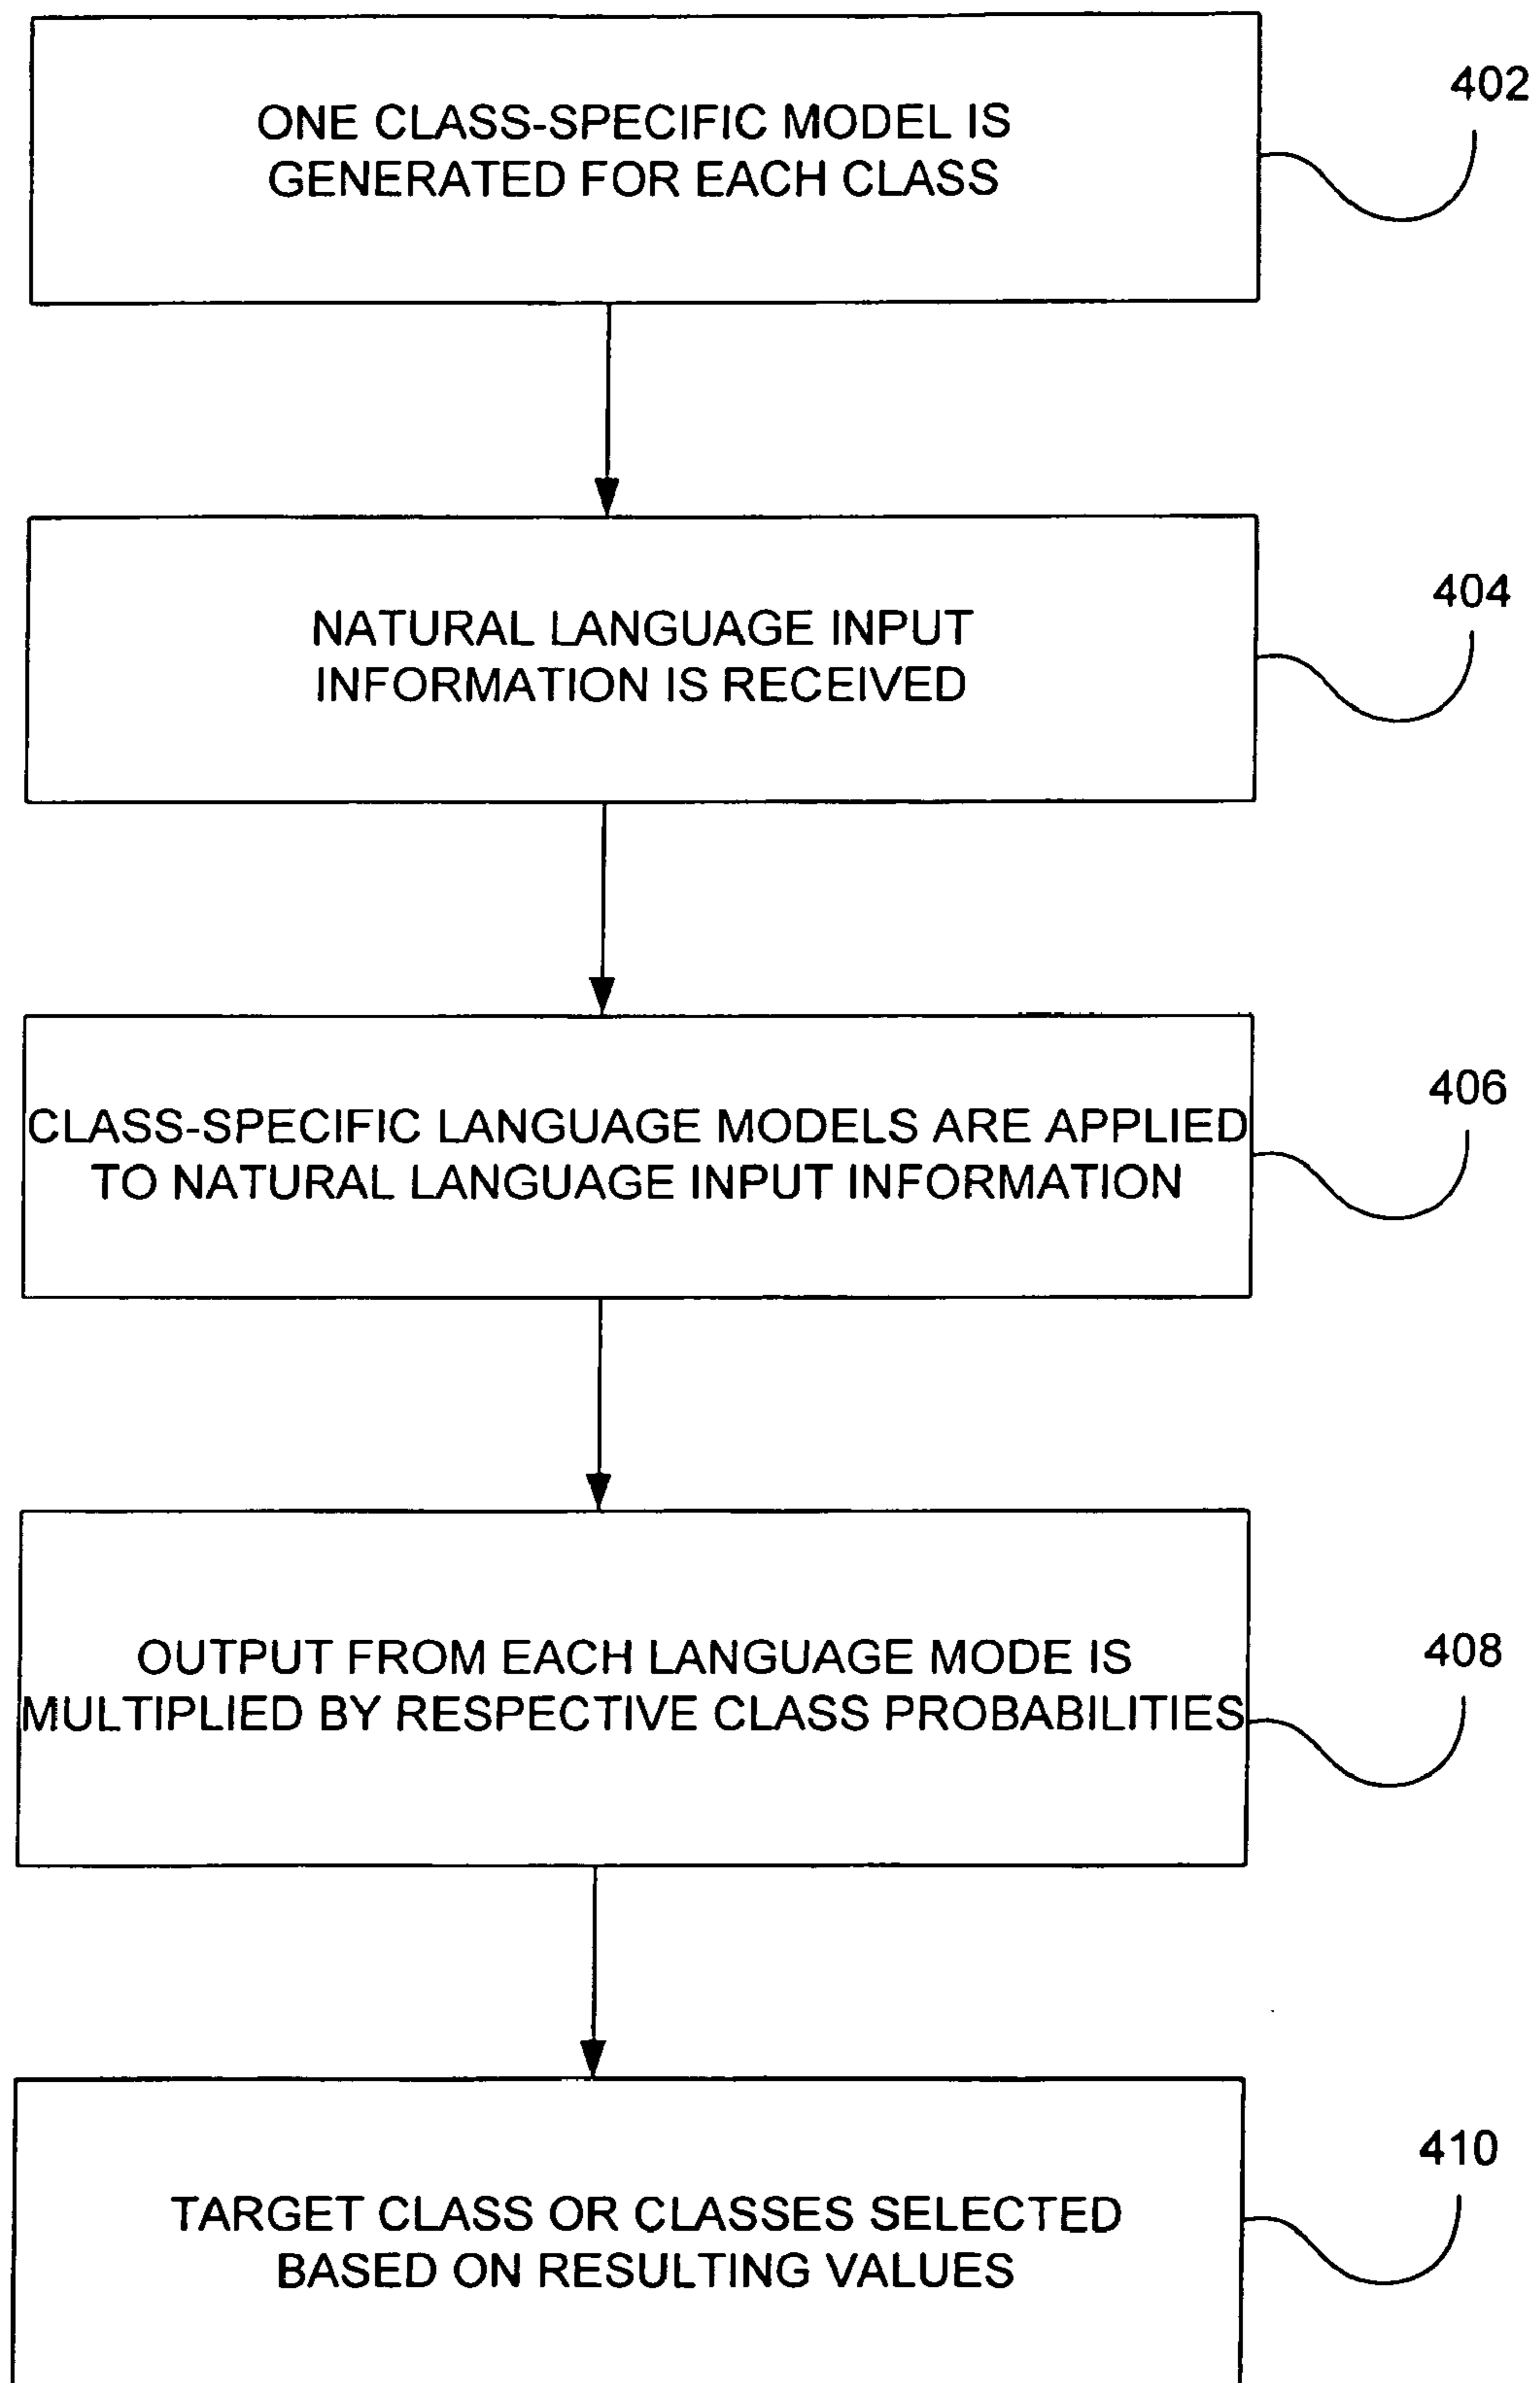 ONE CLASS-SPECIFIC MODEL IS
GENERATED FOR EACH CLASS
402
NATURAL LANGUAGE INPUT
INFORMATION IS RECEIVED
404
CLASS-SPECIFIC LANGUAGE MODELS ARE APPLIED
TO NATURAL LANGUAGE INPUT INFORMATION
406
OUTPUT FROM EACH LANGUAGE MODE IS
MULTIPLIED BY RESPECTIVE CLASS PROBABILITIES
408
TARGET CLASS OR CLASSES SELECTED
BASED ON RESULTING VALUES
410